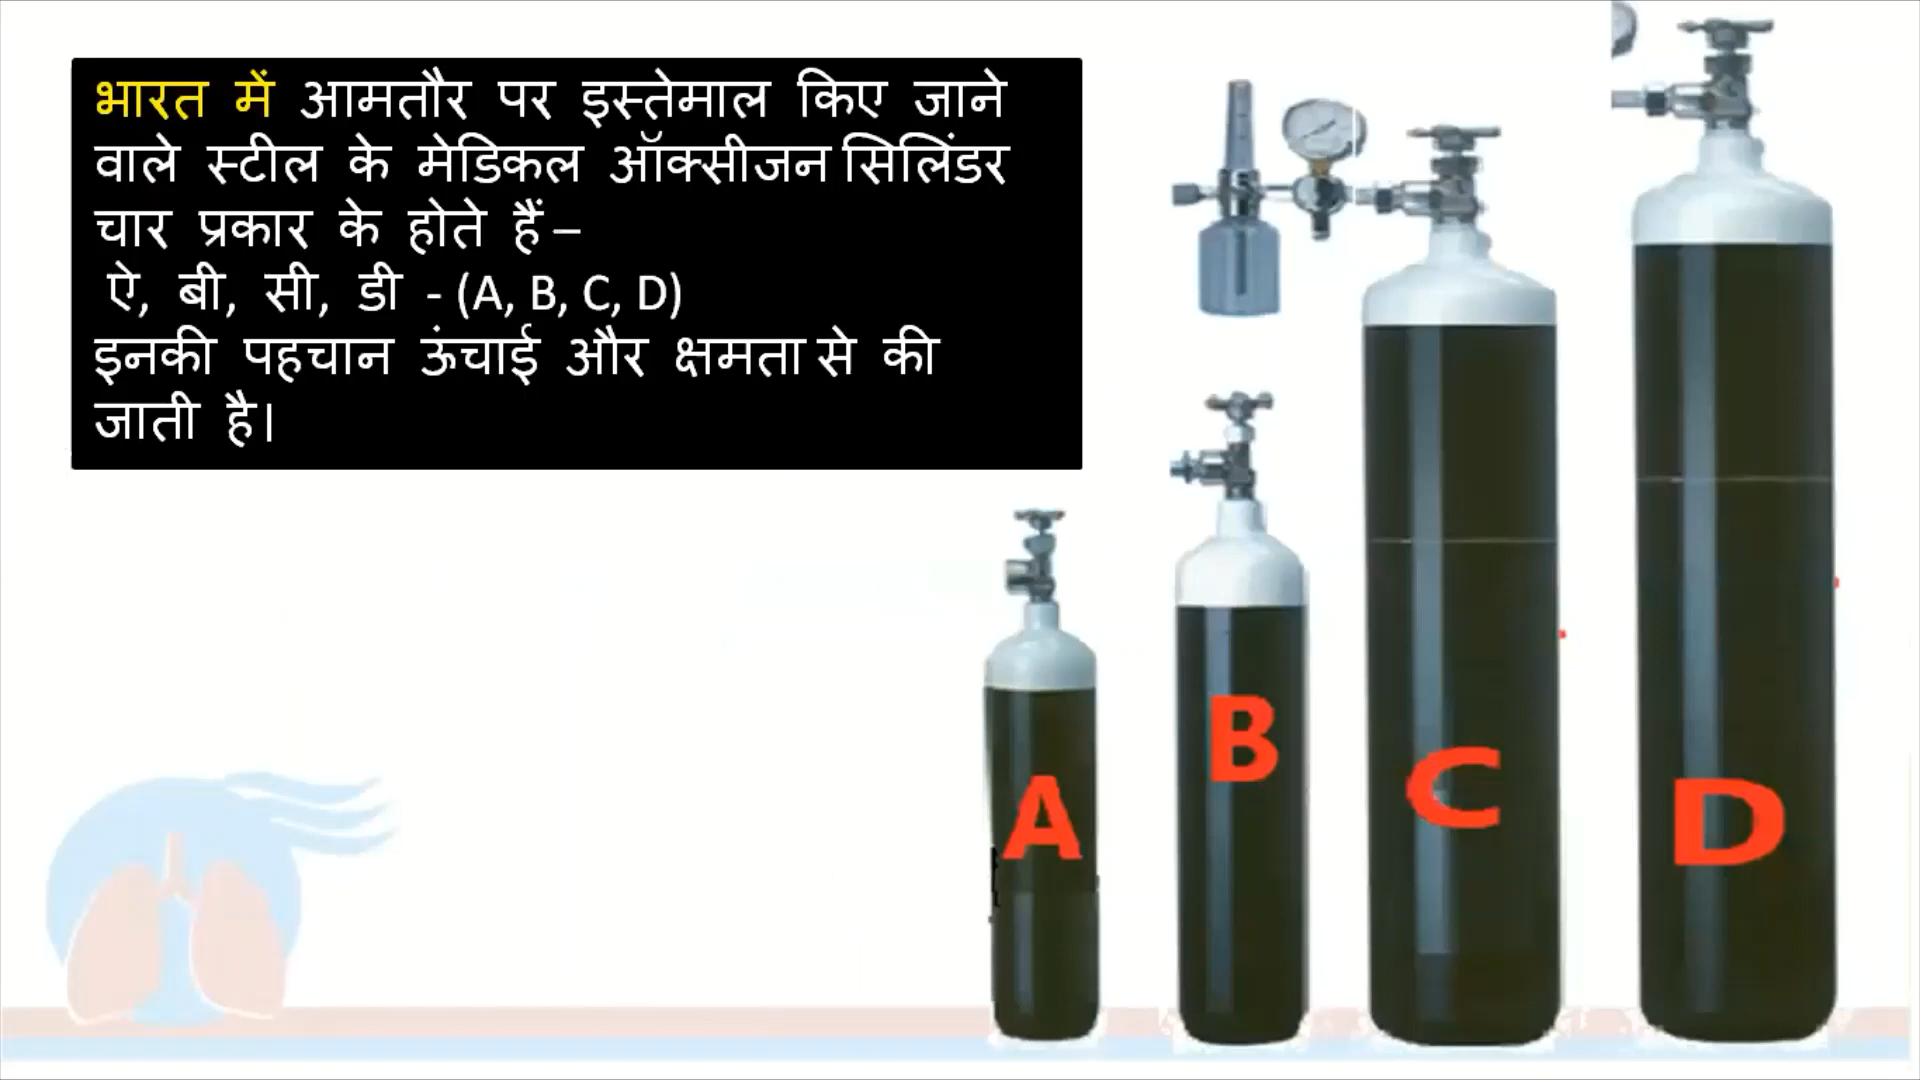 भारत में आमतौर पर इस्तेमाल किए जाने
वाले स्टील के मेडिकल ऑक्सीजन सिलिंडर
चार प्रकार के होते हैं –
ऐ, बी, सी, डी - (A, B, C, D)
इनकी पहचान ऊंचाई और क्षमता से की
जाती है।
A
B
C
D